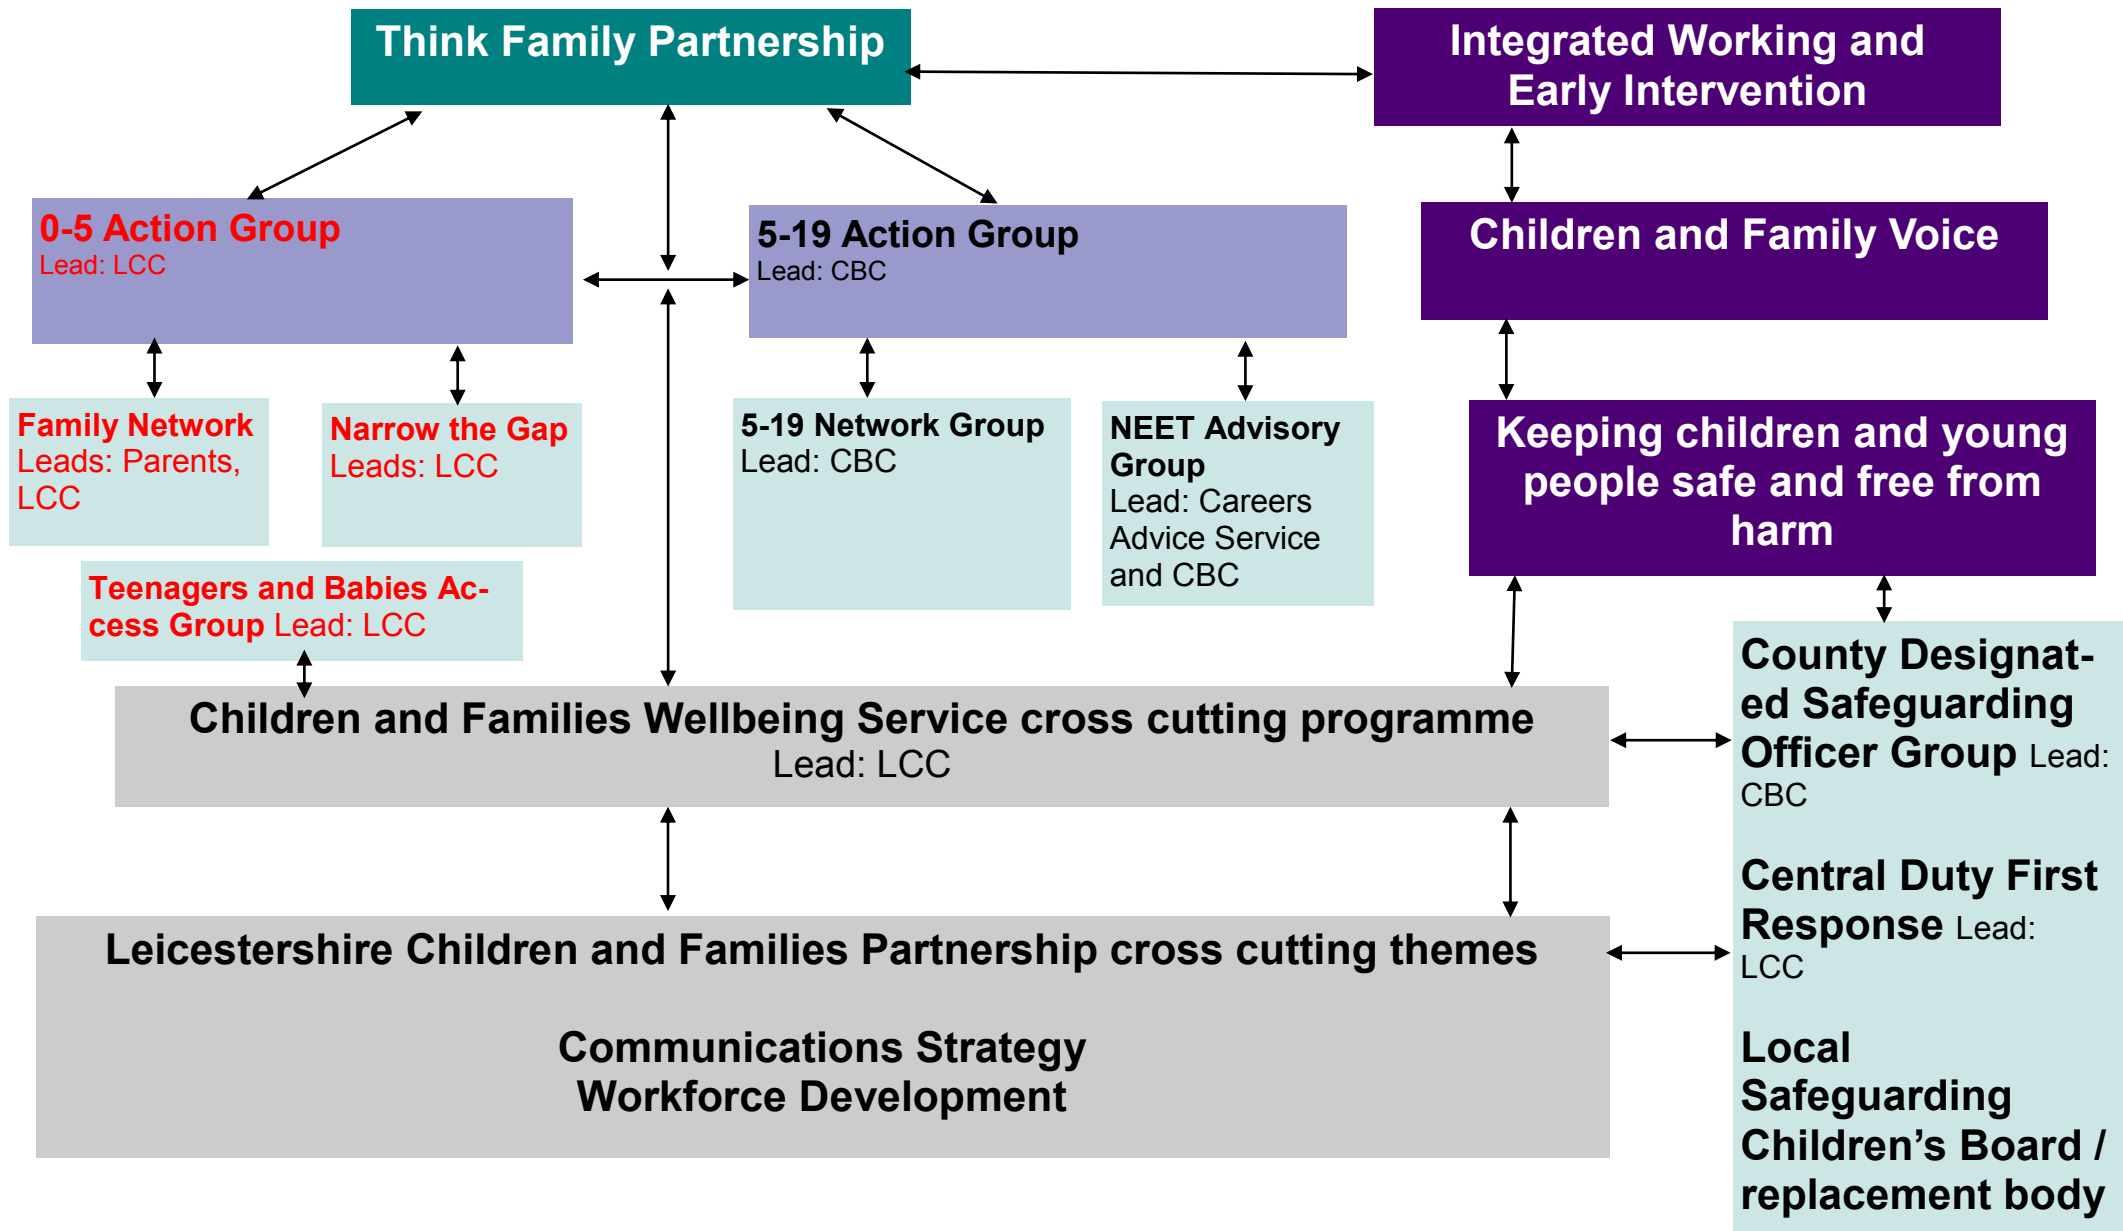 Think Family Partnership
Integrated Working and
Early Intervention
0-5 Action Group
Lead: LCC
5-19 Action Group
Lead: CBC
Children and Family Voice
Family Network
Leads: Parents,
LCC
Narrow the Gap
Leads: LCC
5-19 Network Group
Lead: CBC
NEET Advisory
Group
Lead: Careers
Advice Service
and CBC
Keeping children and young
people safe and free from
harm
Teenagers and Babies Ac-
cess Group Lead: LCC
Children and Families Wellbeing Service cross cutting programme
Lead: LCC
County Designat-
ed Safeguarding
Officer Group Lead:
CBC
Central Duty First
Response Lead:
LCC
Local
Safeguarding
Children’s Board /
replacement body
Leicestershire Children and Families Partnership cross cutting themes
Communications Strategy
Workforce Development